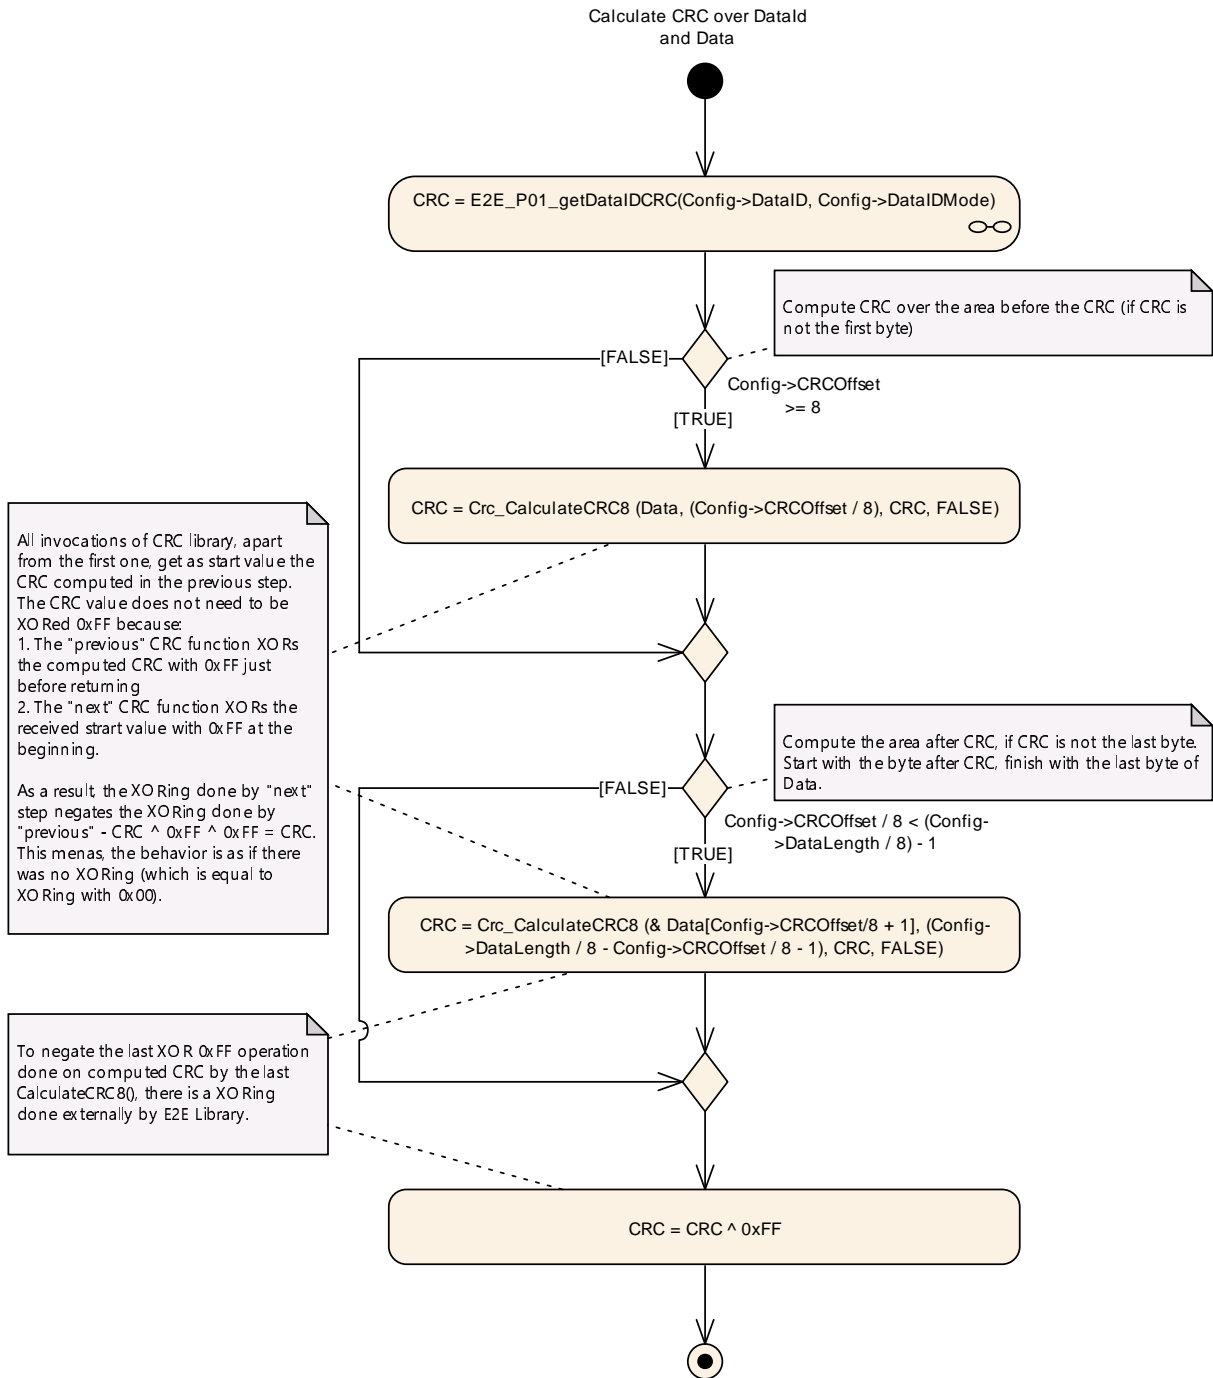 Calculate CRC over DataId
and Data
CRC = E2E_P01_getDataIDCRC(Config->DataID, Config->DataIDMode)
Compute CRC over the area before the CRC (if CRC is
not the first byte)
[FALSE]
Config->CRCOffset
>= 8
[TRUE]
CRC = Crc_CalculateCRC8 (Data, (Config->CRCOffset / 8), CRC, FALSE)
All invocations of CRC library, apart
from the first one, get as start value the
CRC computed in the previous step.
The CRC value does not need to be
XORed 0xFF because:
1. The "previous" CRC function XORs
the computed CRC with 0xFF just
before returning
2. The "next" CRC function XORs the
received strart value with 0xFF at the
beginning.
As a result, the XORing done by "next"
step negates the XORing done by
"previous" - CRC ^ 0xFF ^ 0xFF = CRC.
This menas, the behavior is as if there
was no XORing (which is equal to
XORing with 0x00).
Compute the area after CRC, if CRC is not the last byte.
Start with the byte after CRC, finish with the last byte of
Data.
[FALSE]
Config->CRCOffset / 8 < (Config-
>DataLength / 8) - 1
[TRUE]
CRC = Crc_CalculateCRC8 (& Data[Config->CRCOffset/8 + 1], (Config-
>DataLength / 8 - Config->CRCOffset / 8 - 1), CRC, FALSE)
To negate the last XOR 0xFF operation
done on computed CRC by the last
CalculateCRC8(), there is a XORing
done externally by E2E Library.
CRC = CRC ^ 0xFF